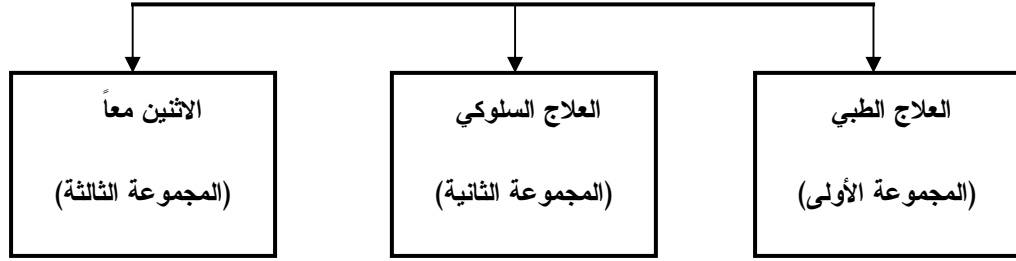 العلاج الطبي
(المجموعة الأولى)
العلاج السلوكي
(المجموعة الثانية)
الاثنين معاً
(المجموعة الثالثة)